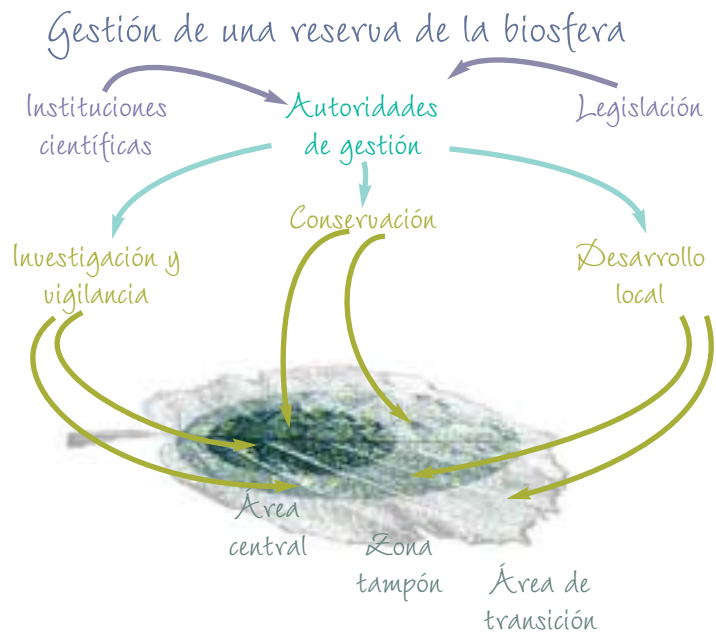 Gestión de una reserva de la biosfera
Instituciones
científicas
Autoridades
de gestión
Legislación
Conservación
Investigación y
vigilancia
Desarrollo
local
Área
central
Zona
tampón
Área de
transición